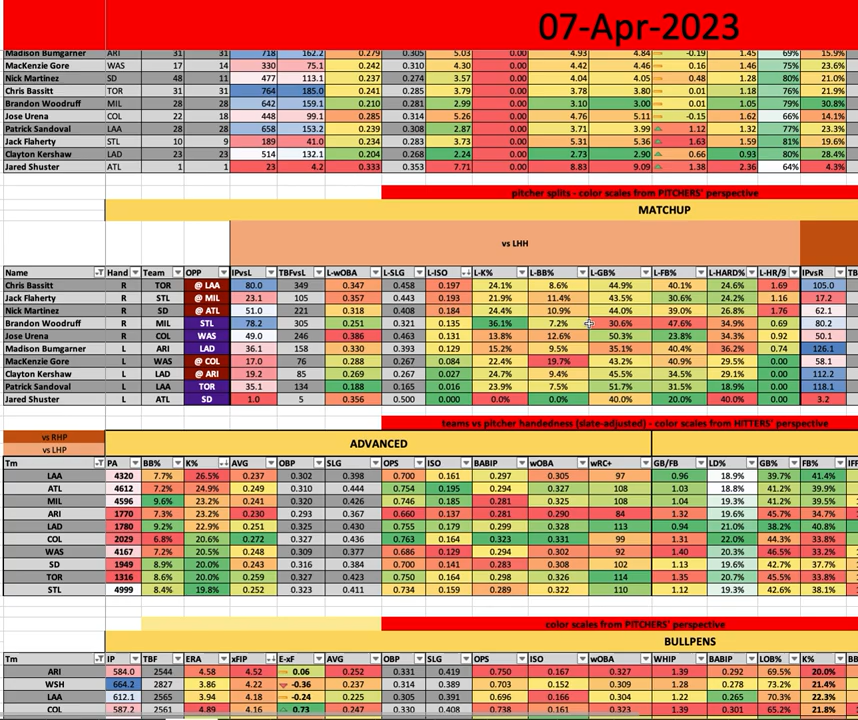 07-Apr-2023
Madison Bumgarner ARI 31 31 718 162.2 0.279 0.305 5.03 0.00 4.93 4.84 -0.19 1.45 69% 15.9%
MacKenzie Gore WAS 17 14 330 75.1 0.242 0.310 4.30 0.00 4.42 4.46 0.16 1.46 75% 23.6%
Nick Martinez SD 48 11 477 113.1 0.237 0.274 3.57 0.00 4.04 4.05 0.48 1.28 80% 21.0%
Chris Bassitt TOR 31 31 764 185.0 0.241 0.285 3.79 0.00 3.78 3.80 0.01 1.18 76% 21.9%
Brandon Woodruff MIL 28 28 642 159.1 0.210 0.281 2.99 0.00 3.10 3.00 0.01 1.05 79% 30.8%
Jose Urena COL 22 18 448 99.1 0.285 0.314 5.26 0.00 4.76 5.11 -0.15 1.62 66% 14.1%
Patrick Sandoval LAA 28 28 658 153.2 0.239 0.308 2.87 0.00 3.71 3.99 1.12 1.32 77% 23.3%
Jack Flaherty STL 10 9 189 41.0 0.234 0.283 3.73 0.00 5.31 5.36 1.63 1.59 81% 19.6%
Clayton Kershaw LAD 23 23 514 132.1 0.204 0.268 2.24 0.00 2.73 2.90 0.66 0.93 80% 28.4%
Jared Shuster ATL 1 1 23 4.2 0.333 0.353 7.71 0.00 8.83 9.09 1.38 2.36 64% 4.3%
pitcher splits - color scales from PITCHERS' perspective
MATCHUP
vs LHH
Name Hand Team OPP IPvsL TBFvsL L-wOBA L-SLG L-ISO L-K% L-BB% L-GB% L-FB% L-HARD% L-HR/9 IPvsR
Chris Bassitt R TOR @ LAA 80.0 349 0.347 0.458 0.197 24.1% 8.6% 44.9% 40.1% 24.6% 1.69 105.0
Jack Flaherty R STL @ MIL 23.1 105 0.357 0.443 0.193 21.9% 11.4% 43.5% 30.6% 24.2% 1.16 17.2
Nick Martinez R SD @ ATL 51.0 221 0.318 0.408 0.184 24.4% 10.9% 44.0% 31.0% 26.8% 1.76 62.1
Brandon Woodruff R MIL STL 78.2 305 0.251 0.321 0.135 36.1% 7.2% 30.6% 47.6% 34.9% 0.69 80.2
Jose Urena R COL WAS 49.0 246 0.386 0.463 0.135 13.8% 12.6% 50.3% 23.8% 34.3% 0.92 50.1
Madison Bumgarner L ARI LAD 36.1 158 0.330 0.393 0.129 15.2% 9.5% 35.1% 40.4% 36.2% 0.74 126.1
MacKenzie Gore L WAS @ COL 17.0 76 0.288 0.267 0.084 22.4% 19.7% 43.2% 40.9% 29.5% 0.00 58.1
Clayton Kershaw L LAD @ ARI 19.2 85 0.269 0.268 0.027 24.7% 9.4% 45.5% 34.5% 29.1% 0.00 112.2
Patrick Sandoval L LAA TOR 35.1 134 0.188 0.165 0.016 23.9% 7.5% 51.7% 31.5% 18.9% 0.00 118.1
Jared Shuster L ATL SD 1.0 5 0.356 0.500 0.000 0.0% 0.0% 40.0% 20.0% 40.0% 0.00 3.2
teams vs pitcher handedness (slate-adjusted) - color scales from HITTERS' perspective
vs RHP
ADVANCED
vs LHP
Tm PA BB% K% AVG OBP SLG OPS ISO BABIP wOBA wRC+ GB/FB LD% GB% FB%
LAA 4320 7.7% 26.5% 0.237 0.302 0.398 0.700 0.161 0.297 0.305 97 0.96 18.9% 39.7% 41.4%
ATL 4612 7.2% 24.9% 0.249 0.310 0.444 0.754 0.195 0.297 0.327 108 1.03 18.8% 41.2% 39.9%
MIL 4596 9.6% 23.2% 0.241 0.320 0.426 0.746 0.185 0.281 0.325 108 1.04 19.3% 41.2% 39.5%
ARI 1770 7.3% 23.2% 0.230 0.293 0.367 0.660 0.137 0.281 0.290 84 1.32 19.6% 45.7% 34.7%
LAD 1780 9.2% 22.9% 0.251 0.325 0.430 0.755 0.179 0.299 0.328 113 0.94 21.0% 38.2% 40.8%
COL 2029 6.8% 20.6% 0.272 0.327 0.436 0.763 0.164 0.323 0.331 99 1.31 22.0% 44.3% 33.8%
WAS 4167 7.2% 20.5% 0.248 0.309 0.377 0.686 0.129 0.294 0.302 92 1.40 20.3% 46.5% 33.2%
SD 1949 8.9% 20.0% 0.243 0.316 0.384 0.700 0.141 0.283 0.308 102 1.13 19.6% 42.7% 37.7%
TOR 1316 8.6% 20.0% 0.259 0.327 0.423 0.750 0.164 0.298 0.326 114 1.35 20.7% 45.5% 33.8%
STL 4999 8.4% 19.8% 0.252 0.323 0.411 0.734 0.159 0.289 0.322 110 1.12 19.3% 42.6% 38.1%
color scales from PITCHERS' perspective
BULLPENS
Tm IP TBF ERA xFIP E-xF AVG OBP SLG OPS ISO wOBA WHIP BABIP LOB% K%
ARI 584.0 2544 4.58 4.52 0.06 0.252 0.331 0.419 0.750 0.167 0.327 1.39 0.292 69.5% 20.0%
WSH 664.2 2827 3.86 4.22 -0.36 0.242 0.314 0.390 0.703 0.152 0.309 1.28 0.278 73.2% 21.4%
LAA 612.1 2565 3.94 4.18 -0.24 0.225 0.305 0.391 0.696 0.166 0.304 1.22 0.265 70.3% 22.3%
COL 587.2 2561 4.89 4.16 0.73 0.247 0.330 0.408 0.738 0.161 0.323 1.39 0.301 65.2% 21.8%